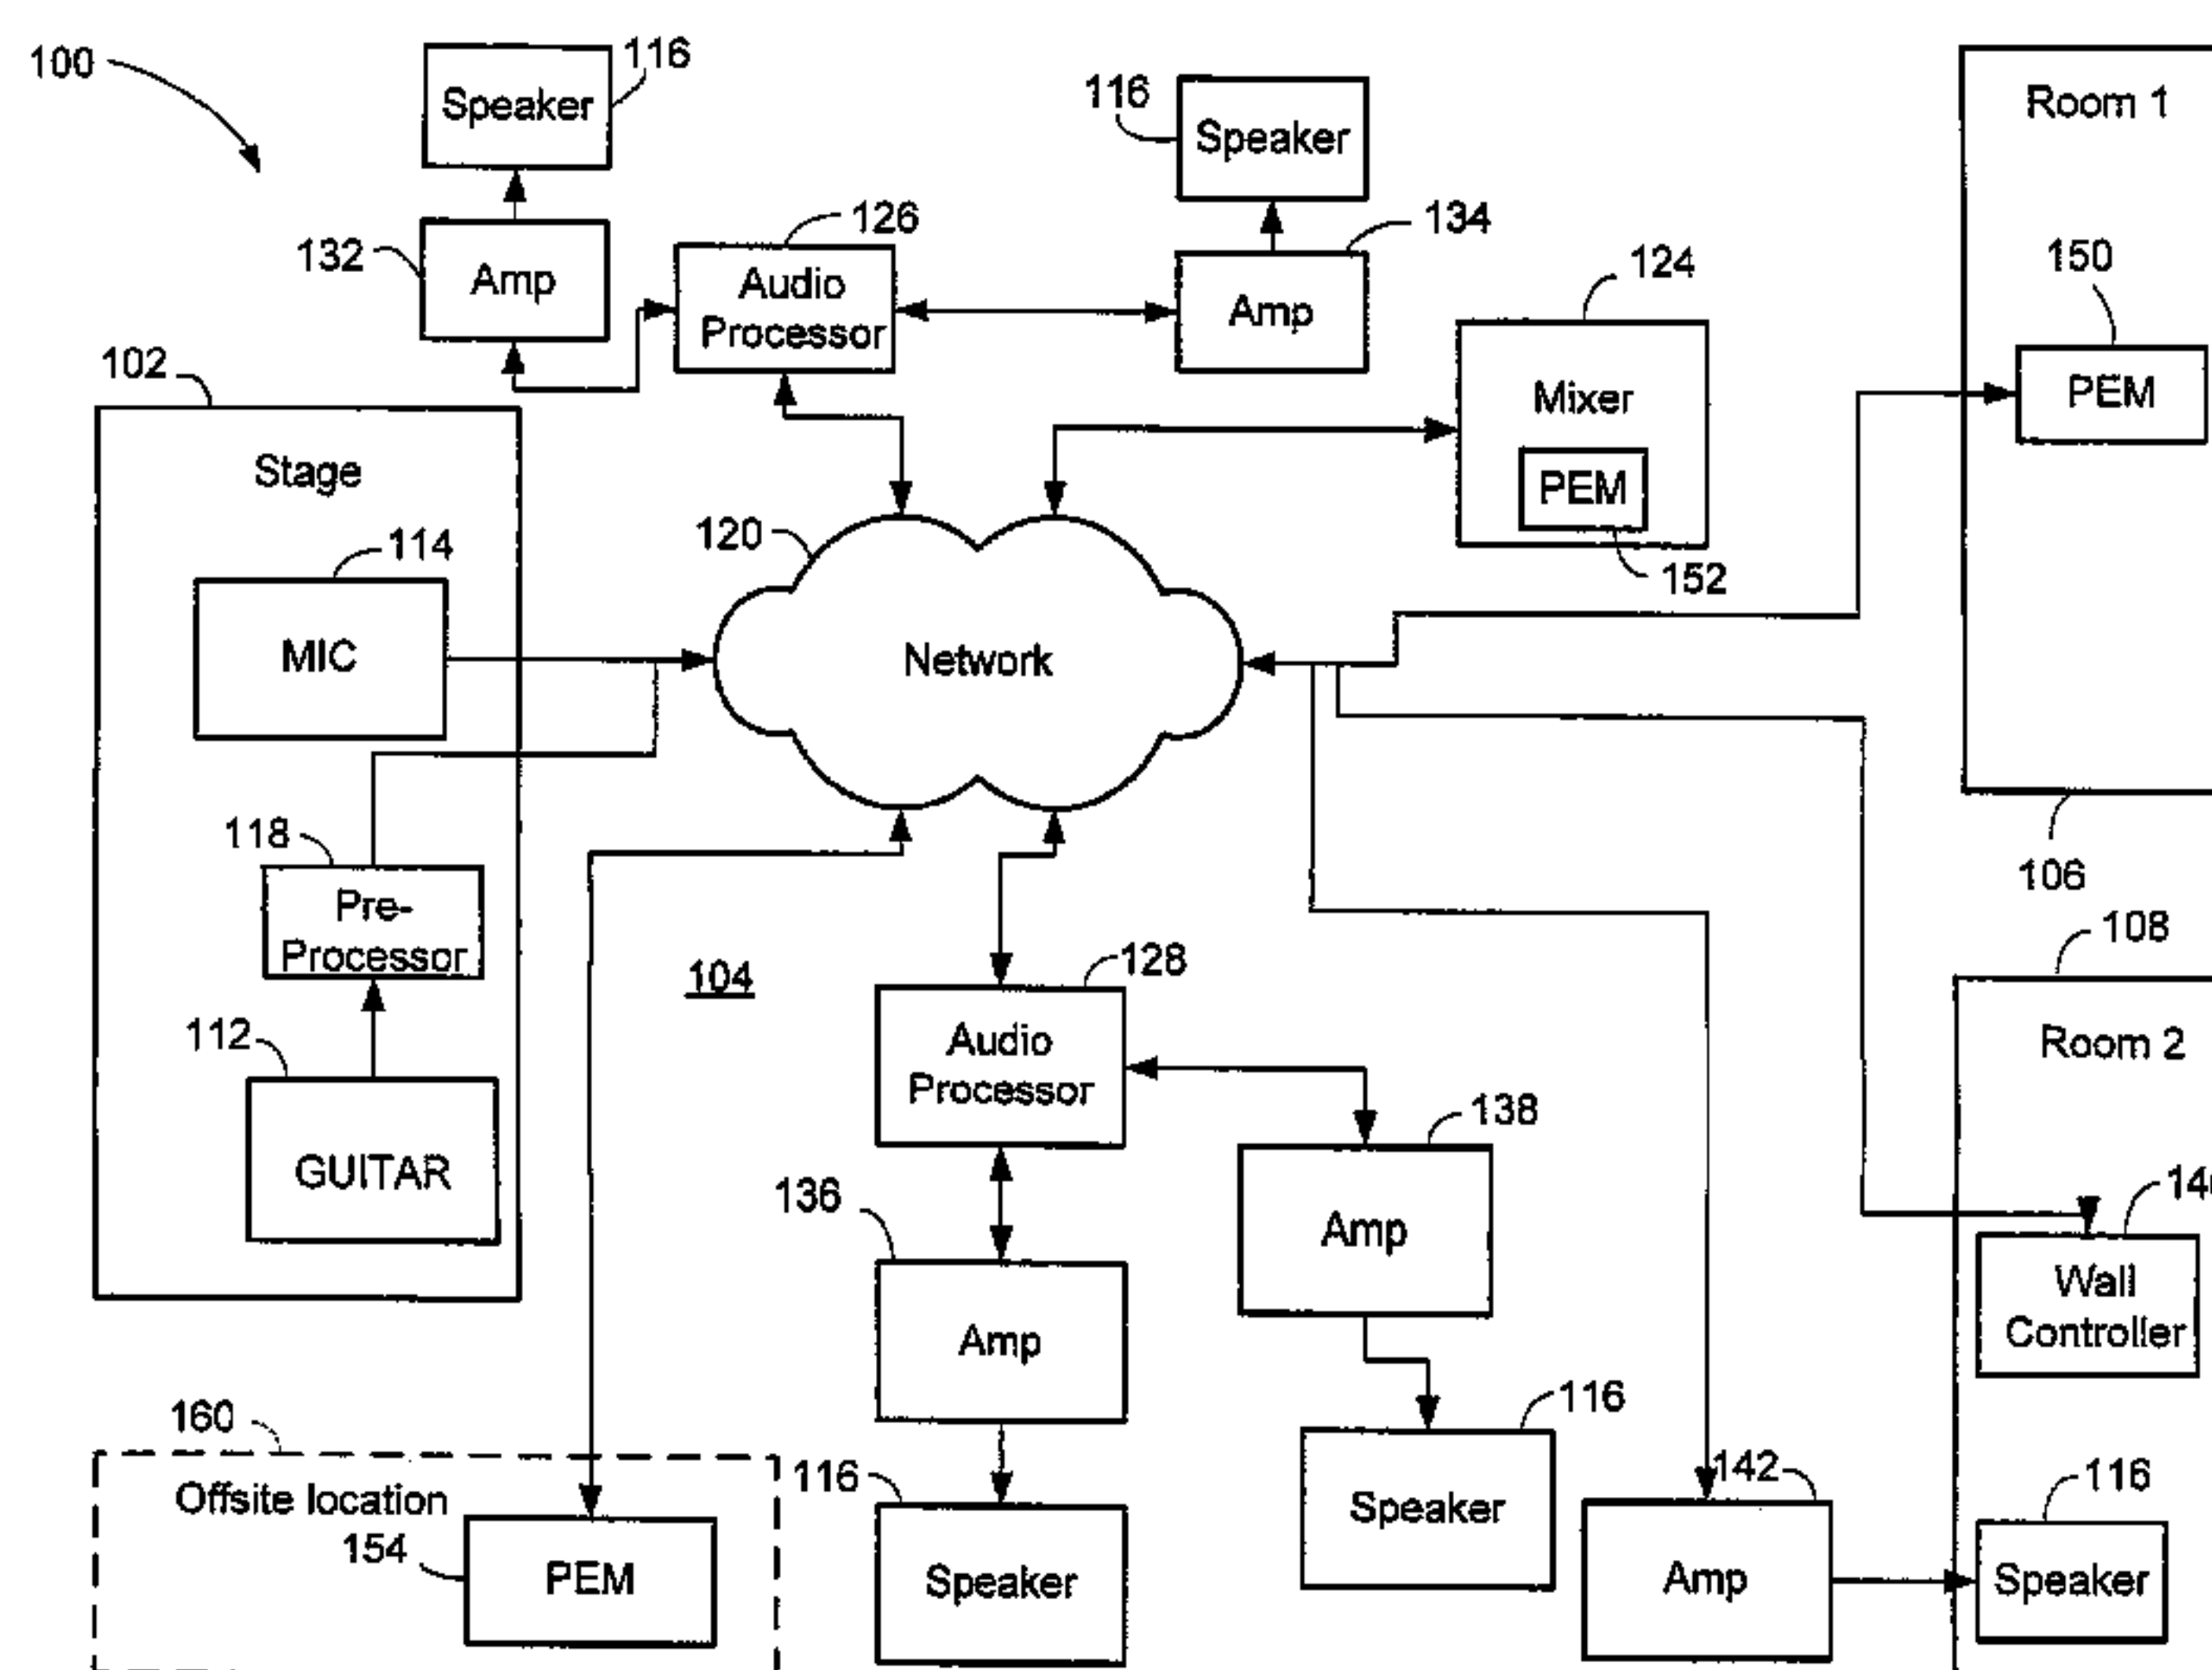 100
Speaker
116
116
Speaker
Room 1
132
Amp
126
Audio
Processor
134
Amp
124
Mixer
PEM
152
150
PEM
102
Stage
114
MIC
120
Network
118
Pre-
Processor
106
112
GUITAR
104
128
Audio
Processor
108
Room 2
138
Amp
136
Amp
Wall
Controller
160
Offsite location
154
PEM
116
Speaker
116
Speaker
142
Amp
116
Speaker